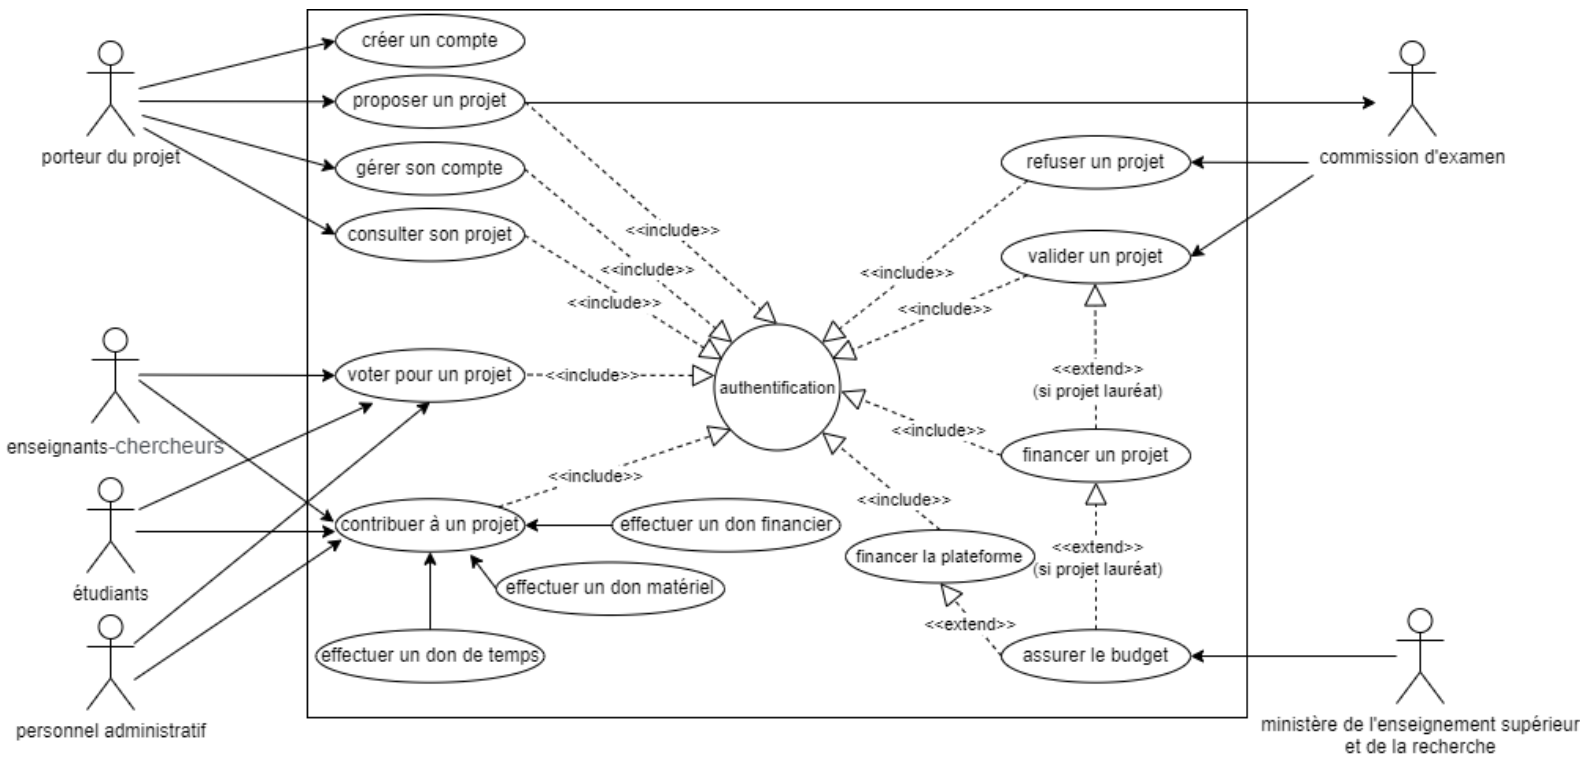 créer un compte
proposer un projet
porteur du projet
commission d'examen
gérer son compte
refuser un projet
consulter son projet
<<include>>
<<include>>
<<include>>
valider un projet
<<include>>
<<include>>
enseignants-chercheurs
voter pour un projet
<<include>>
authentification
<<extend>>
(si projet lauréat)
<<include>>
financer un projet
<<include>>
<<include>>
étudiants
contribuer à un projet
effectuer un don financier
financer la plateforme
<<extend>>
(si projet lauréat)
effectuer un don matériel
<<extend>>
effectuer un don de temps
assurer le budget
personnel administratif
ministère de l'enseignement supérieur
et de la recherche